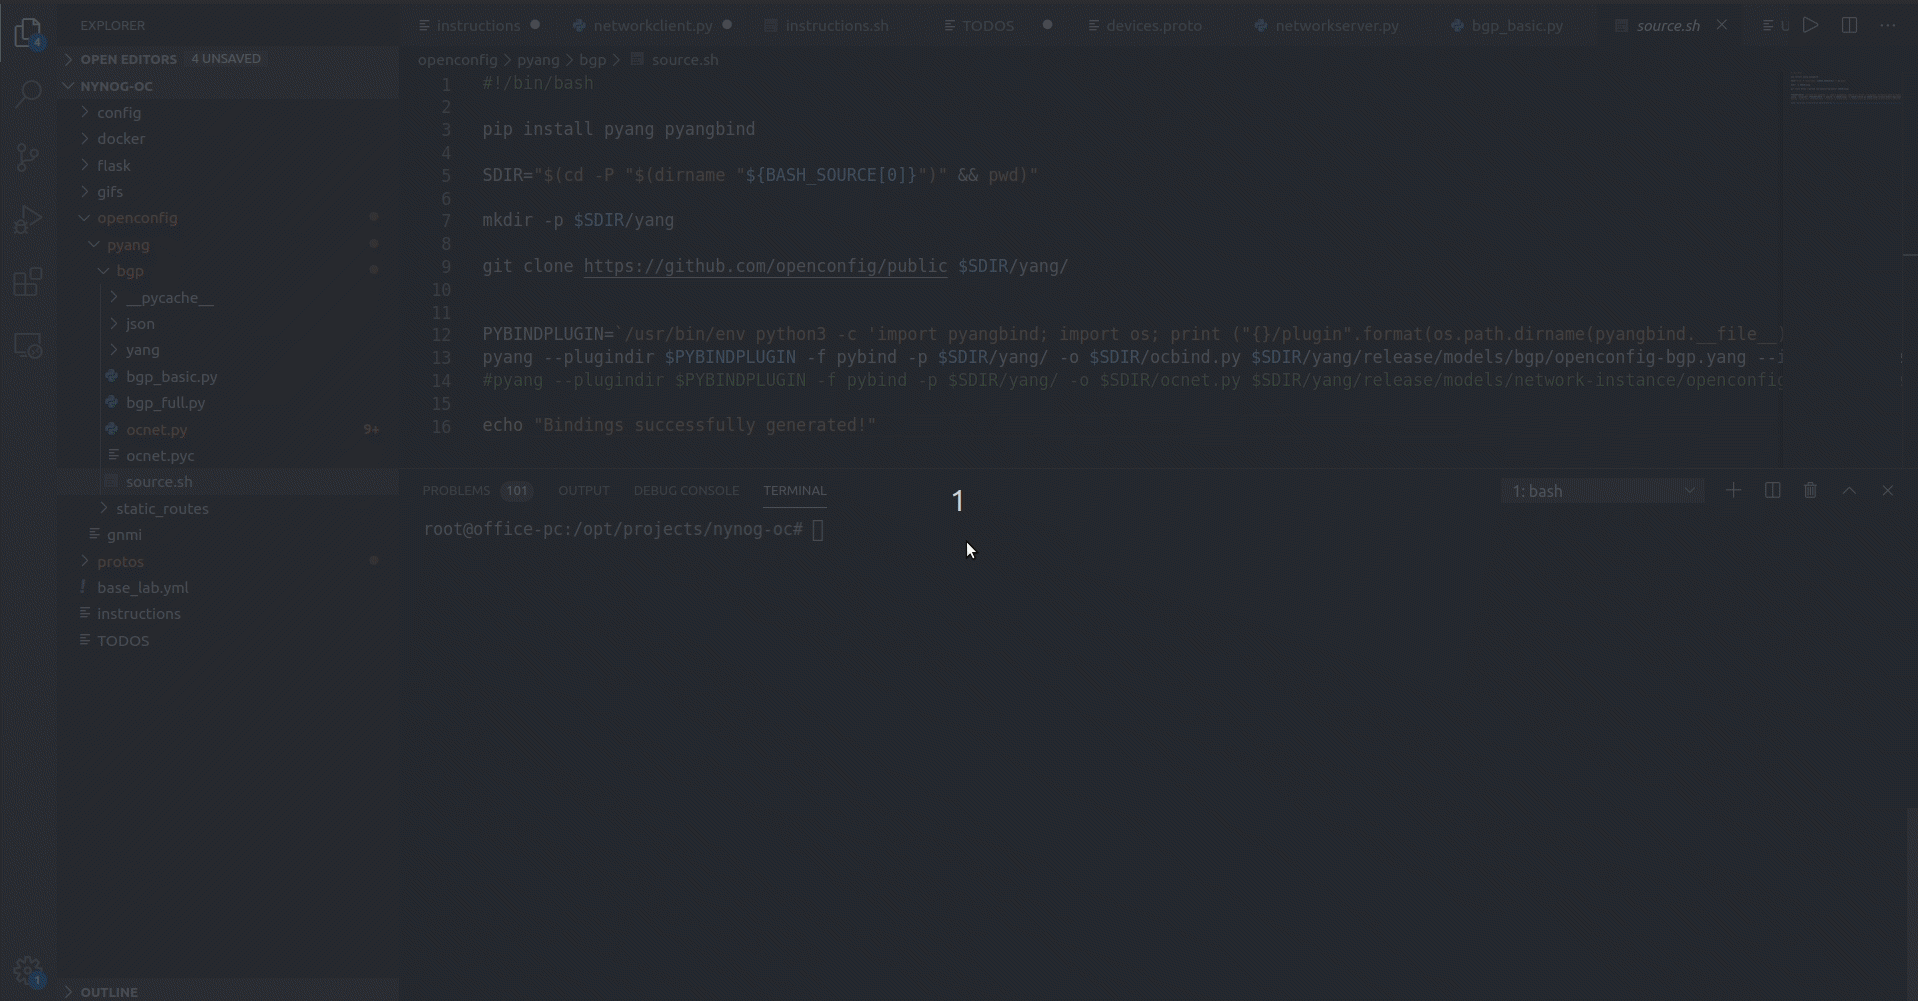 4
EXPLORER
OPEN EDITORS 4 UNSAVED
NYNOG-OC
config
docker
flask
gifs
openconfig
pyang
bgp
__pycache__
json
yang
bgp_basic.py
bgp_full.py
ocnet.py 9+
ocnet.pyc
source.sh
static_routes
gnmi
protos
! base_lab.yml
instructions
TODOS
1
OUTLINE
instructions networkclient.py instructions.sh TODOS devices.proto networkserver.py bgp_basic.py source.sh
openconfig > pyang > bgp > source.sh
1 #!/bin/bash
2
3 pip install pyang pyangbind
4
5 SDIR="$(cd -P "$(dirname "${BASH_SOURCE[0]}")" && pwd)"
6
7 mkdir -p $SDIR/yang
8
9 git clone https://github.com/openconfig/public $SDIR/yang/
10
11
12 PYBINDPLUGIN=`/usr/bin/env python3 -c 'import pyangbind; import os; print ("{}/plugin".format(os.path.dirname(pyangbind.__file__)
13 pyang --plugindir $PYBINDPLUGIN -f pybind -p $SDIR/yang/ -o $SDIR/ocbind.py $SDIR/yang/release/models/bgp/openconfig-bgp.yang --i
14 #pyang --plugindir $PYBINDPLUGIN -f pybind -p $SDIR/yang/ -o $SDIR/ocnet.py $SDIR/yang/release/models/network-instance/openconfig
15
16 echo "Bindings successfully generated!"
PROBLEMS 101 OUTPUT DEBUG CONSOLE TERMINAL 1 1: bash
root@office-pc:/opt/projects/nynog-oc#